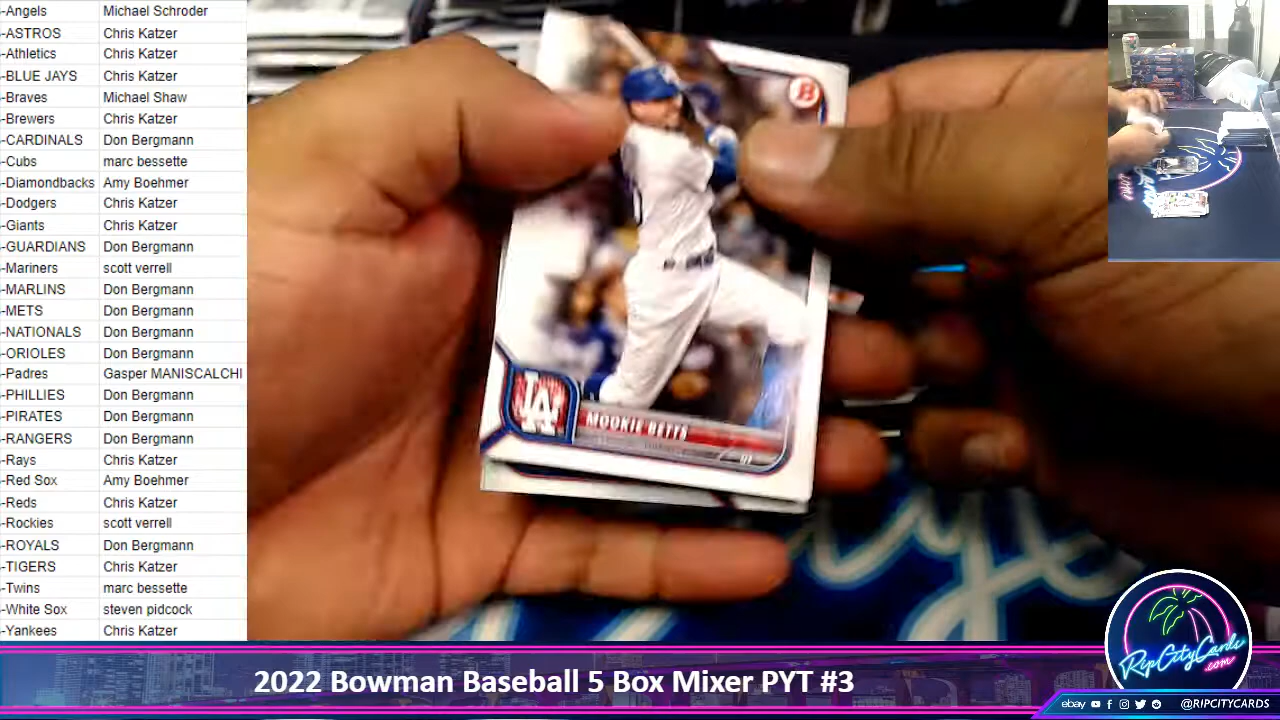 -Angels Michael Schroder
-ASTROS Chris Katzer
-Athletics Chris Katzer
-BLUE JAYS Chris Katzer
-Braves Michael Shaw
-Brewers Chris Katzer
-CARDINALS Don Bergmann
-Cubs marc bessette
-Diamondbacks Amy Boehmer
-Dodgers Chris Katzer
-Giants Chris Katzer
-GUARDIANS Don Bergmann
-Mariners scott verrell
-MARLINS Don Bergmann
-METS Don Bergmann
-NATIONALS Don Bergmann
-ORIOLES Don Bergmann
-Padres Gasper MANISCALCHI
-PHILLIES Don Bergmann
-PIRATES Don Bergmann
-RANGERS Don Bergmann
-Rays Chris Katzer
-Red Sox Amy Boehmer
-Reds Chris Katzer
-Rockies scott verrell
-ROYALS Don Bergmann
-TIGERS Chris Katzer
-Twins marc bessette
-White Sox steven pidcock
-Yankees Chris Katzer
B
LA
MOOKIE BETTS
RipCityCards
.com
2022 Bowman Baseball 5 Box Mixer PYT #3
ebay @RIPCITYCARDS